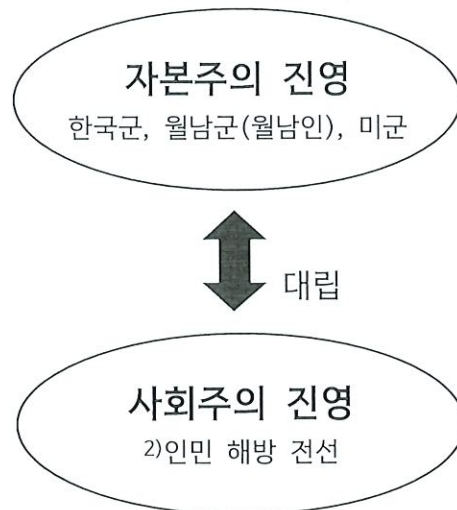 자본주의 진영
한국군, 월남군(월남인), 미군
대립
사회주의 진영
2)인민 해방 전선